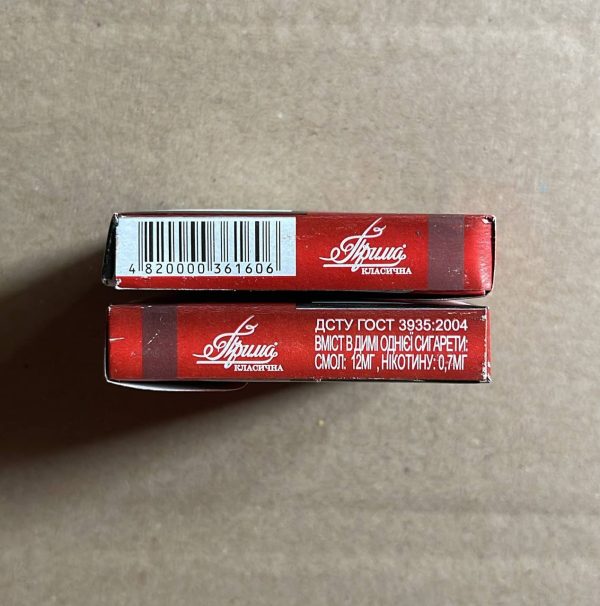 4 820000 361606
Прима
КЛАСИЧНА
Прима
КЛАСИЧНА
ДСТУ ГОСТ 3935:2004
ВМІСТ В ДИМІ ОДНІЄЇ СИГАРЕТИ:
СМОЛ: 12МГ , НІКОТИНУ: 0,7МГ